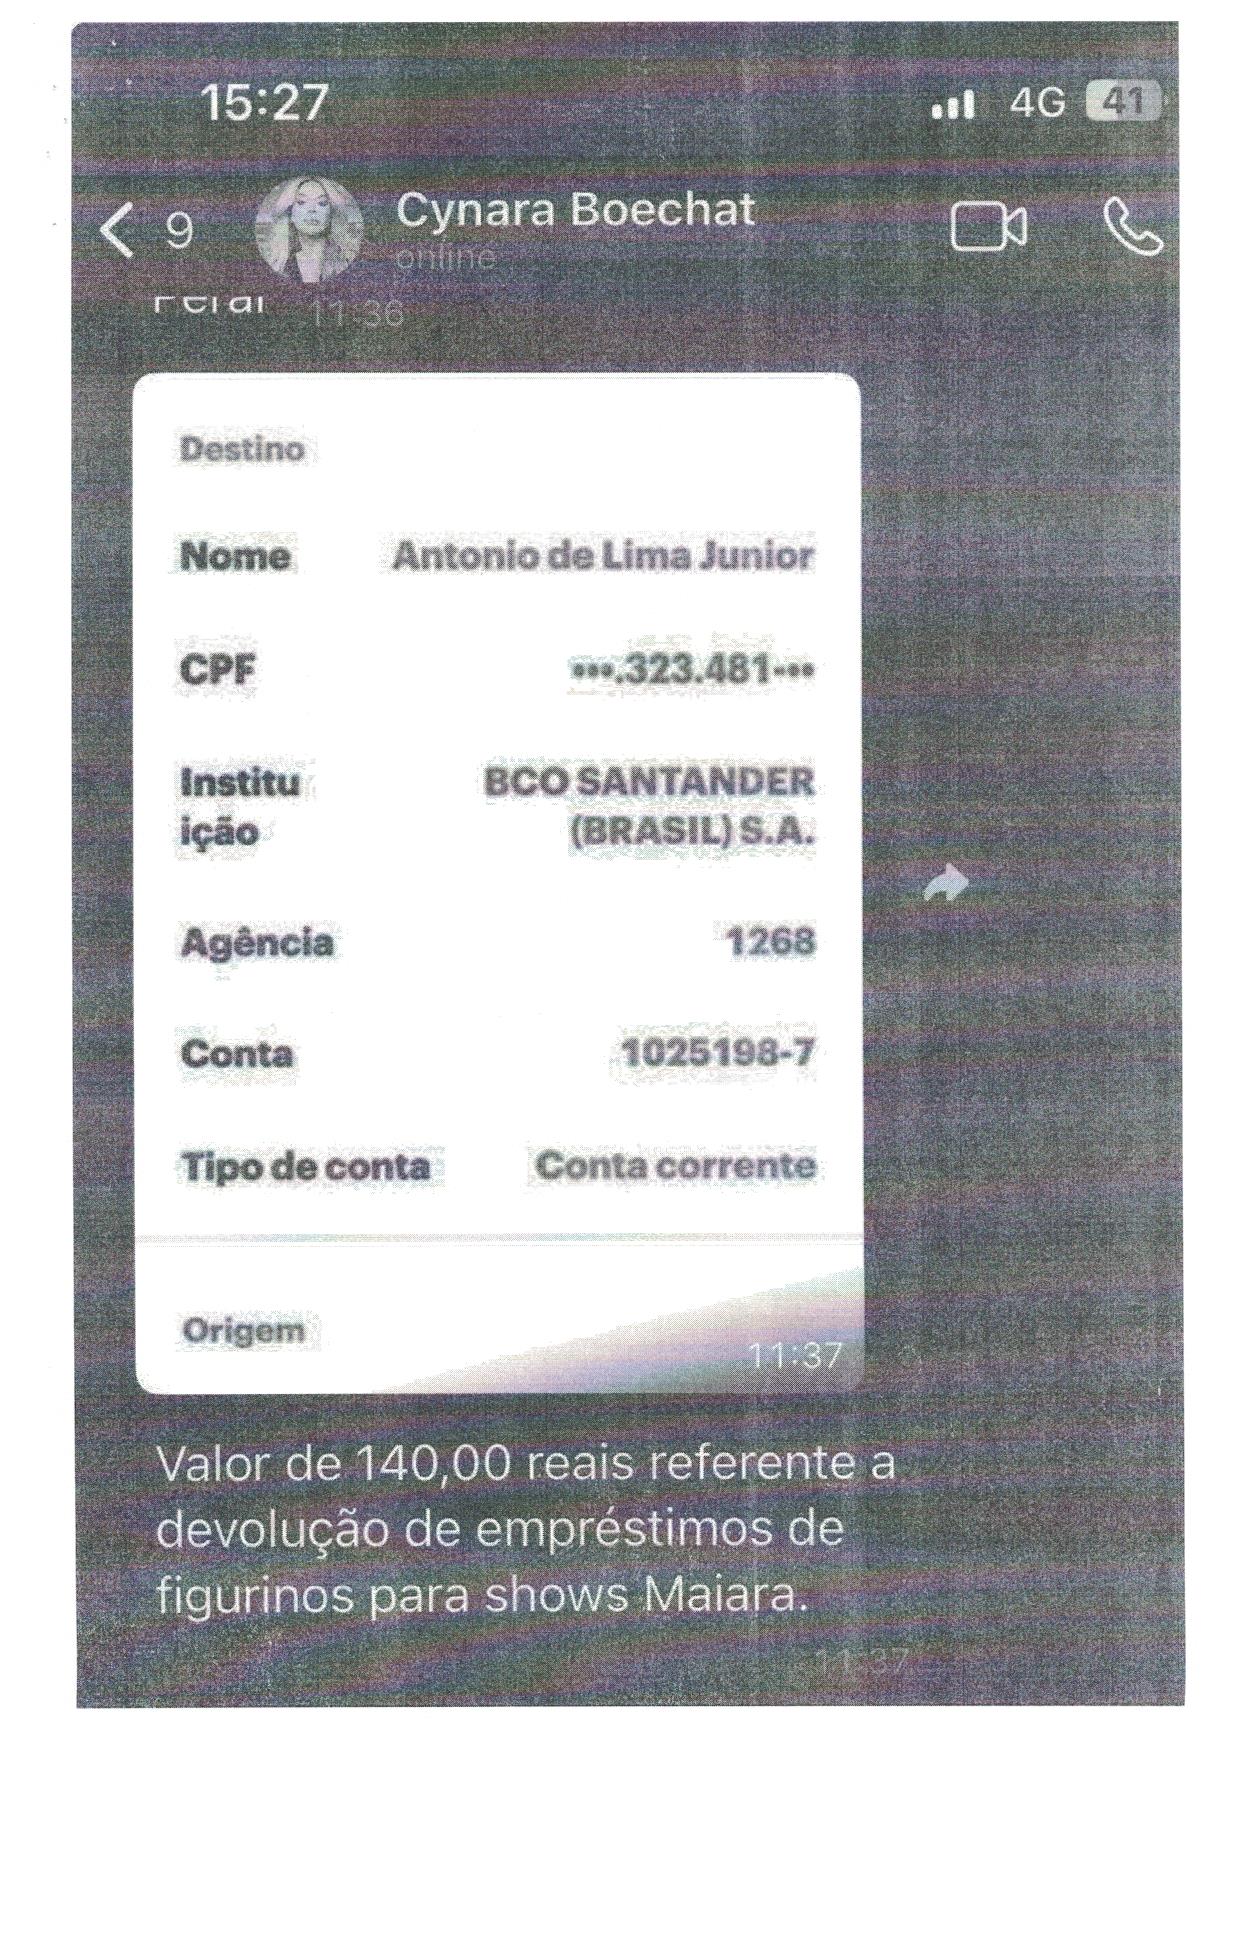 15:27
4G 41
9
Cynara Boechat
online
11:36
Destino
Nome Antonio de Lima Junior
CPF •••.323.481-••
Institu BCO SANTANDER
ição (BRASIL) S.A.
Agência 1268
Conta 1025198-7
Tipo de conta Conta corrente
Origem
11:37
Valor de 140,00 reais referente a
devolução de empréstimos de
figurinos para shows Maiara.
11:37